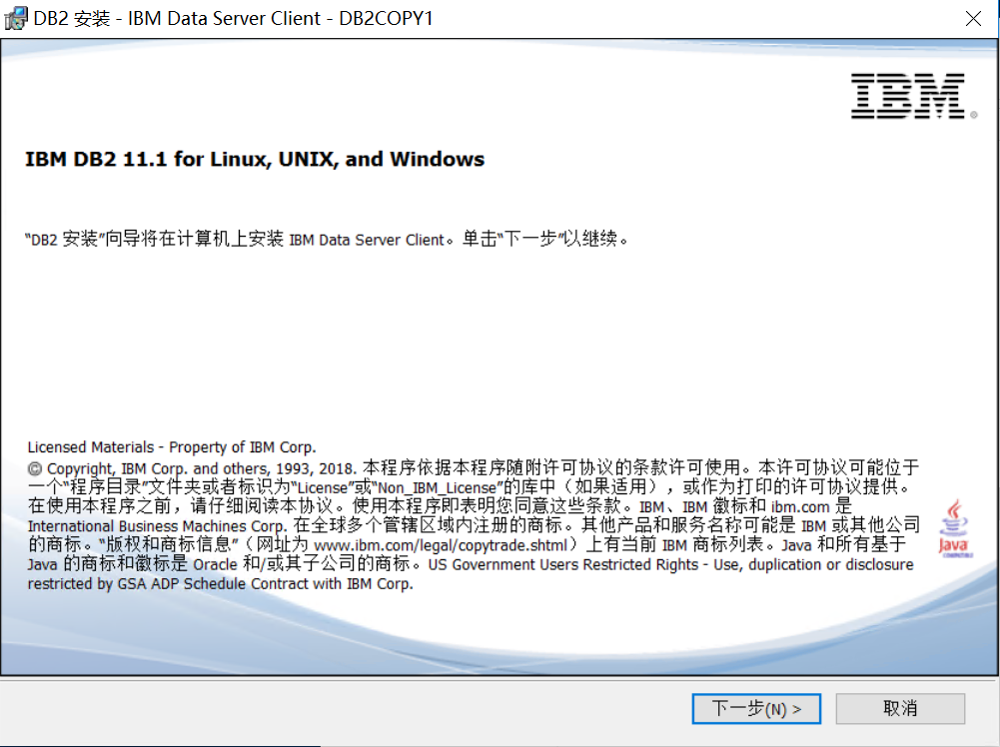 DB2 安装 - IBM Data Server Client - DB2COPY1
IBM
IBM DB2 11.1 for Linux, UNIX, and Windows
“DB2 安装”向导将在计算机上安装 IBM Data Server Client。单击“下一步”以继续。
Licensed Materials - Property of IBM Corp.
© Copyright, IBM Corp. and others, 1993, 2018. 本程序依据本程序随附许可协议的条款许可使用。本许可协议可能位于
一个“程序目录”文件夹或者标识为“License”或“Non_IBM_License”的库中（如果适用），或作为打印的许可协议提供。
在使用本程序之前，请仔细阅读本协议。使用本程序即表明您同意这些条款。IBM、IBM 徽标和 ibm.com 是
International Business Machines Corp. 在全球多个管辖区域内注册的商标。其他产品和服务名称可能是 IBM 或其他公司
的商标。“版权和商标信息”（网址为 www.ibm.com/legal/copytrade.shtml）上有当前 IBM 商标列表。Java 和所有基于
Java 的商标和徽标是 Oracle 和/或其子公司的商标。US Government Users Restricted Rights - Use, duplication or disclosure
restricted by GSA ADP Schedule Contract with IBM Corp.
Java
COMPATIBLE
下一步(N) >
取消